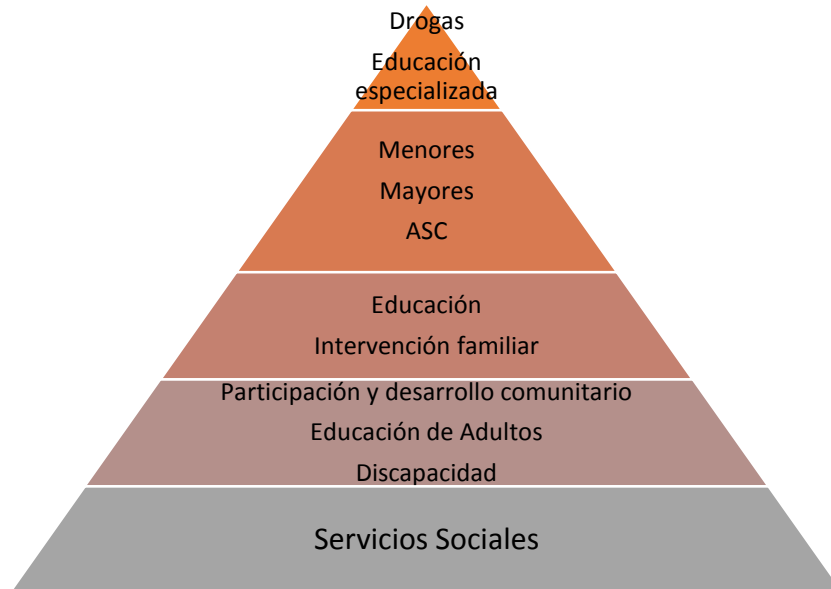 Drogas
Educación
especializada
Menores
Mayores
ASC
Educación
Intervención familiar
Participación y desarrollo comunitario
Educación de Adultos
Discapacidad
Servicios Sociales